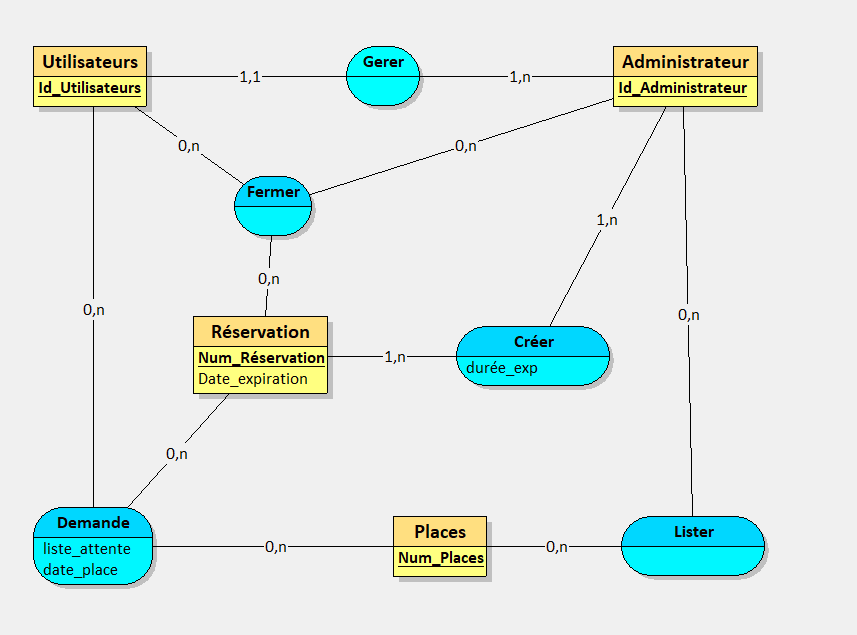 Utilisateurs
Id_Utilisateurs
1,1
Gerer
1,n
Administrateur
Id_Administrateur
0,n
0,n
Fermer
1,n
0,n
0,n
0,n
Réservation
Num_Réservation
Date_expiration
1,n
Créer
durée_exp
0,n
Demande
liste_attente
date_place
0,n
Places
Num_Places
0,n
Lister